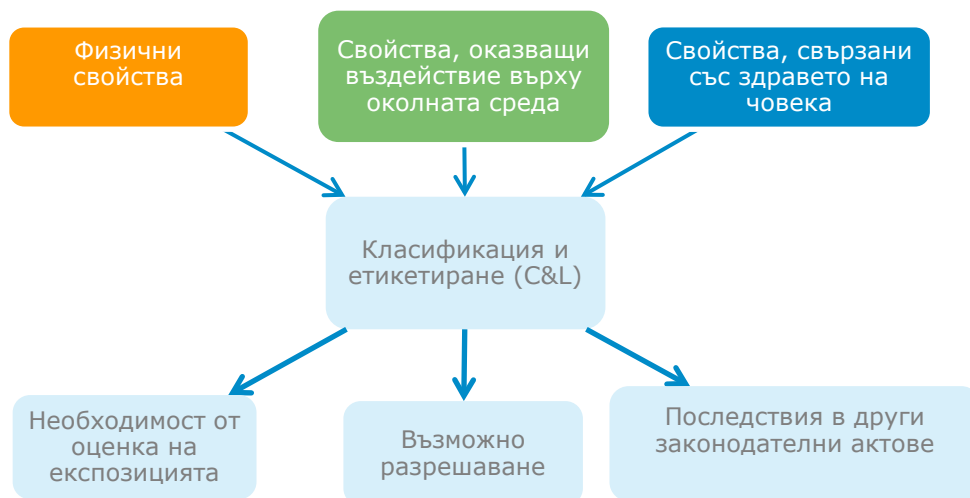 Физични
свойства
Свойства, оказващи
въздействие върху
околната среда
Свойства, свързани
със здравето на
човека
Класификация и
етикетиране (C&L)
Необходимост от
оценка на
експозицията
Възможно
разрешаване
Последствия в други
законодателни актове